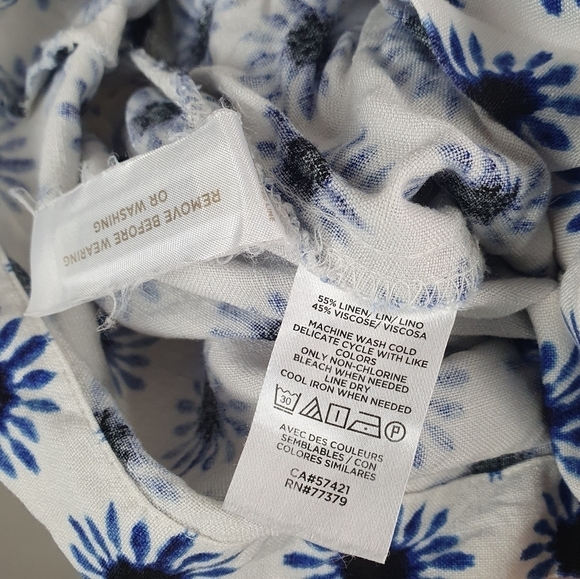 REMOVE BEFORE WEARING
OR WASHING
55% LINEN/ LIN/ LINO
45% VISCOSE/ VISCOSA
MACHINE WASH COLD
DELICATE CYCLE WITH LIKE
COLORS
ONLY NON-CHLORINE
BLEACH WHEN NEEDED
LINE DRY
COOL IRON WHEN NEEDED
30 P
AVEC DES COULEURS
SEMBLABLES / CON
COLORES SIMILARES
CA#57421
RN#77379